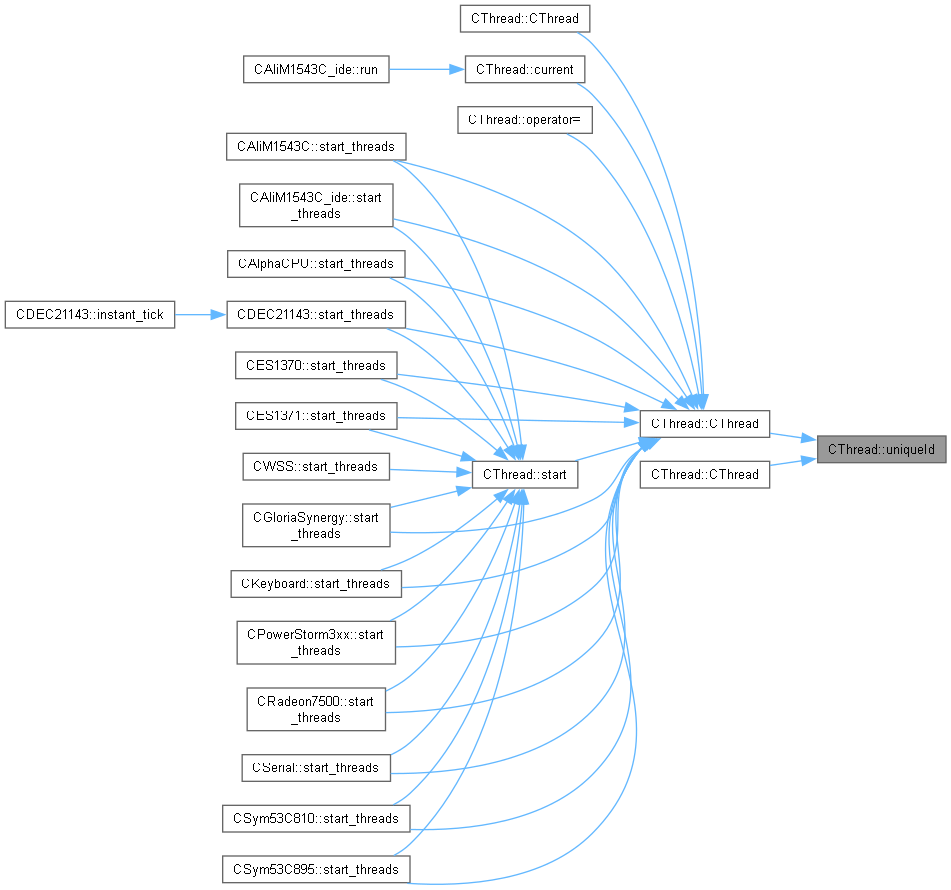 CThread::CThread
CAliM1543C_ide::run
CThread::current
CThread::operator=
CAliM1543C::start_threads
CAliM1543C_ide::start
_threads
CAlphaCPU::start_threads
CDEC21143::instant_tick
CDEC21143::start_threads
CES1370::start_threads
CES1371::start_threads
CThread::CThread
CThread::uniqueId
CWSS::start_threads
CThread::start
CThread::CThread
CGloriaSynergy::start
_threads
CKeyboard::start_threads
CPowerStorm3xx::start
_threads
CRadeon7500::start
_threads
CSerial::start_threads
CSym53C810::start_threads
CSym53C895::start_threads